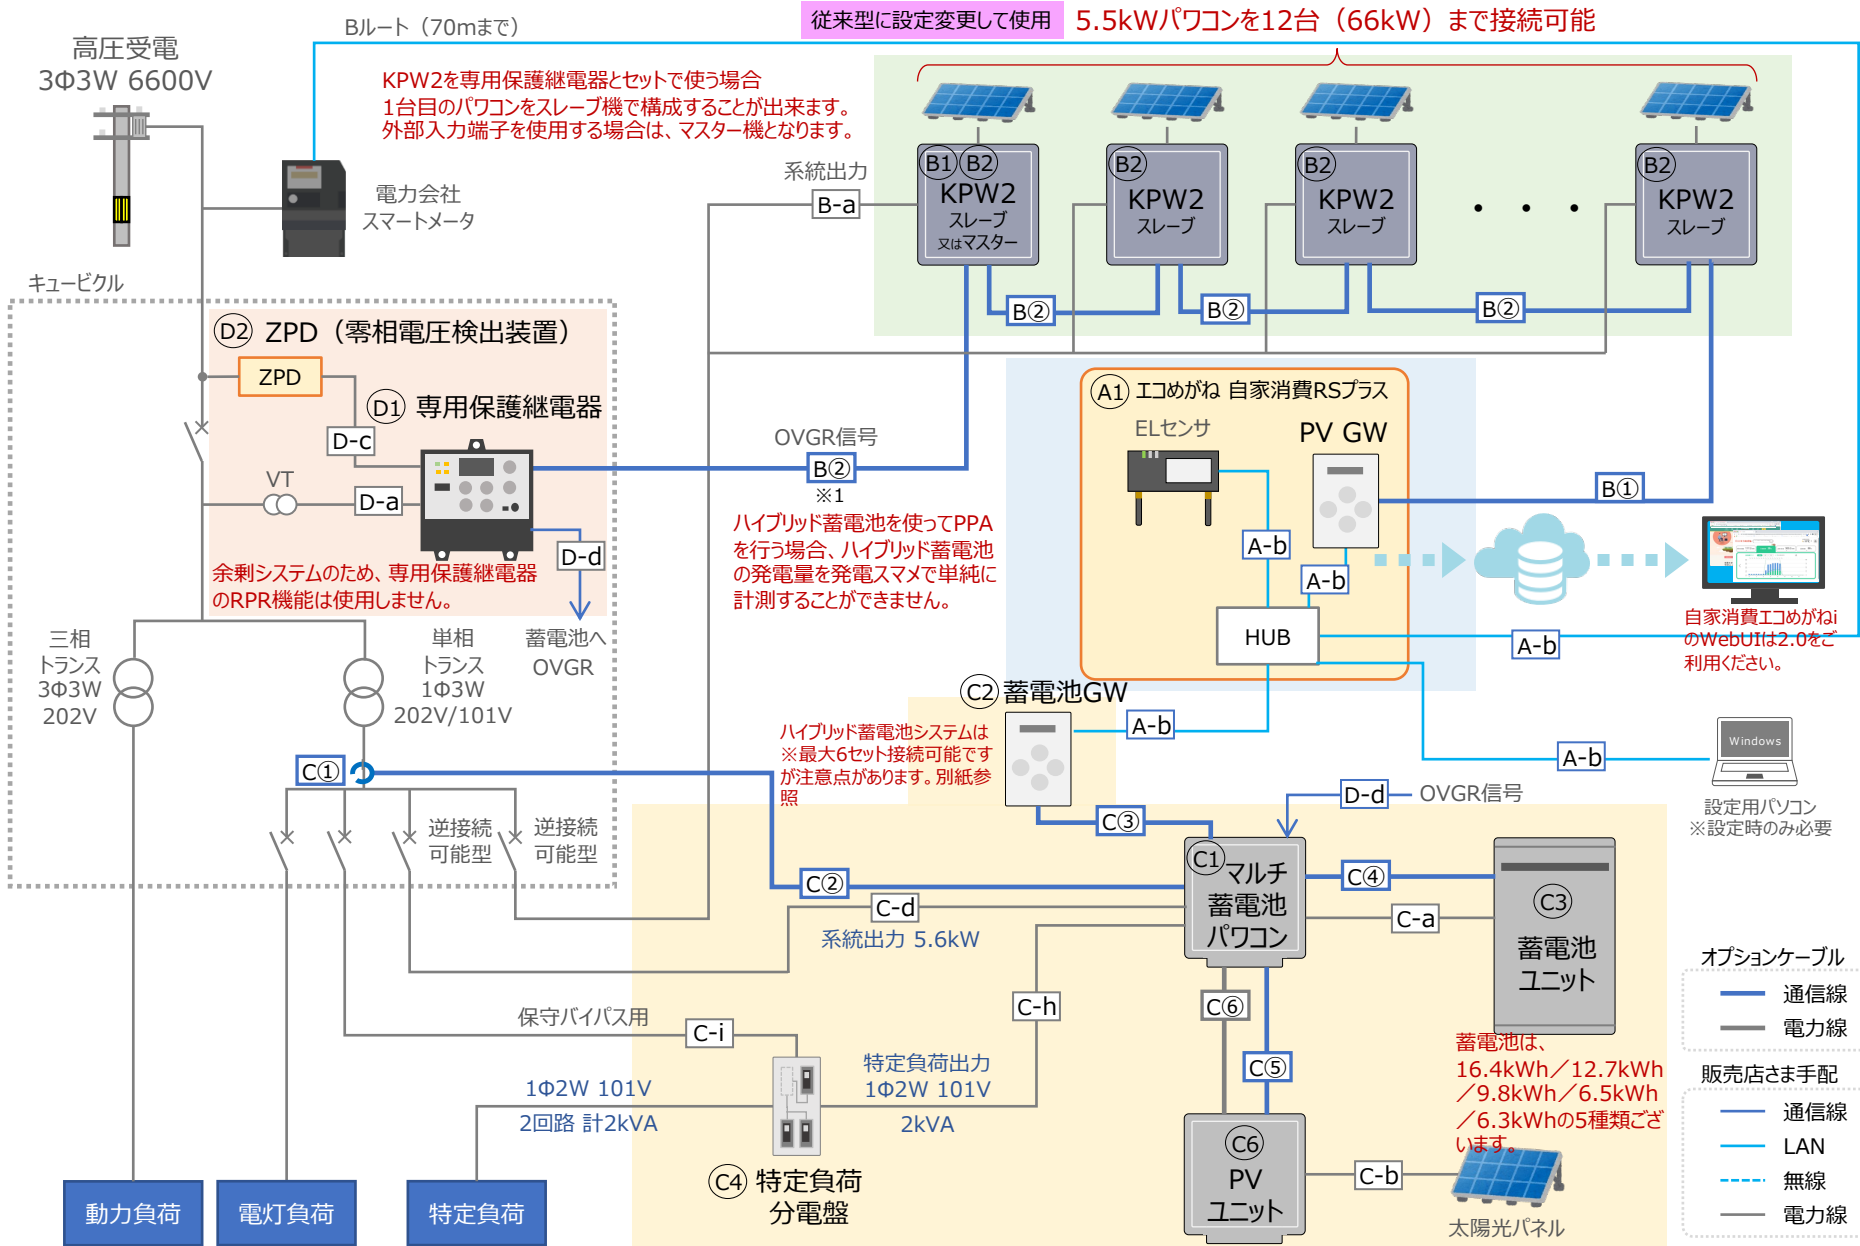 従来型に設定変更して使用
5.5kWパワコンを12台（66kW）まで接続可能
Bルート（70mまで）
高圧受電
3Φ3W 6600V
KPW2を専用保護継電器とセットで使う場合
1台目のパワコンをスレーブ機で構成することが出来ます。
外部入力端子を使用する場合は、マスター機となります。
電力会社
スマートメータ
系統出力
B-a
B1 B2
KPW2
スレーブ
又はマスター
B2
KPW2
スレーブ
B2
KPW2
スレーブ
・・・
B2
KPW2
スレーブ
B②
B②
B②
キュービクル
D2 ZPD（零相電圧検出装置）
ZPD
D1 専用保護継電器
D-c
VT
D-a
D-d
余剰システムのため、専用保護継電器
のRPR機能は使用しません。
OVGR信号
B②
※1
ハイブリッド蓄電池を使ってPPA
を行う場合、ハイブリッド蓄電池
の発電量を発電スマメで単純に
計測することができません。
A1 エコめがね 自家消費RSプラス
ELセンサ
PV GW
B①
A-b
A-b
HUB
A-b
自家消費エコめがねi
のWebUIは2.0をご
利用ください。
三相
トランス
3Φ3W
202V
単相
トランス
1Φ3W
202V/101V
蓄電池へ
OVGR
C2 蓄電池GW
A-b
ハイブリッド蓄電池システムは
※最大6セット接続可能です
が注意点があります。別紙参
照
Windows
A-b
設定用パソコン
※設定時のみ必要
C①
D-d
OVGR信号
C③
逆接続
可能型
逆接続
可能型
C②
C1
マルチ
蓄電池
パワコン
C④
C3
蓄電池
ユニット
C-d
系統出力 5.6kW
C-a
C-h
C⑥
C⑤
保守バイパス用
C-i
特定負荷出力
1Φ2W 101V
2kVA
1Φ2W 101V
2回路 計2kVA
C4 特定負荷
分電盤
C6
PV
ユニット
C-b
蓄電池は、
16.4kWh／12.7kWh
／9.8kWh／6.5kWh
／6.3kWhの5種類ござ
います。
太陽光パネル
動力負荷
電灯負荷
特定負荷
オプションケーブル
通信線
電力線
販売店さま手配
通信線
LAN
無線
電力線